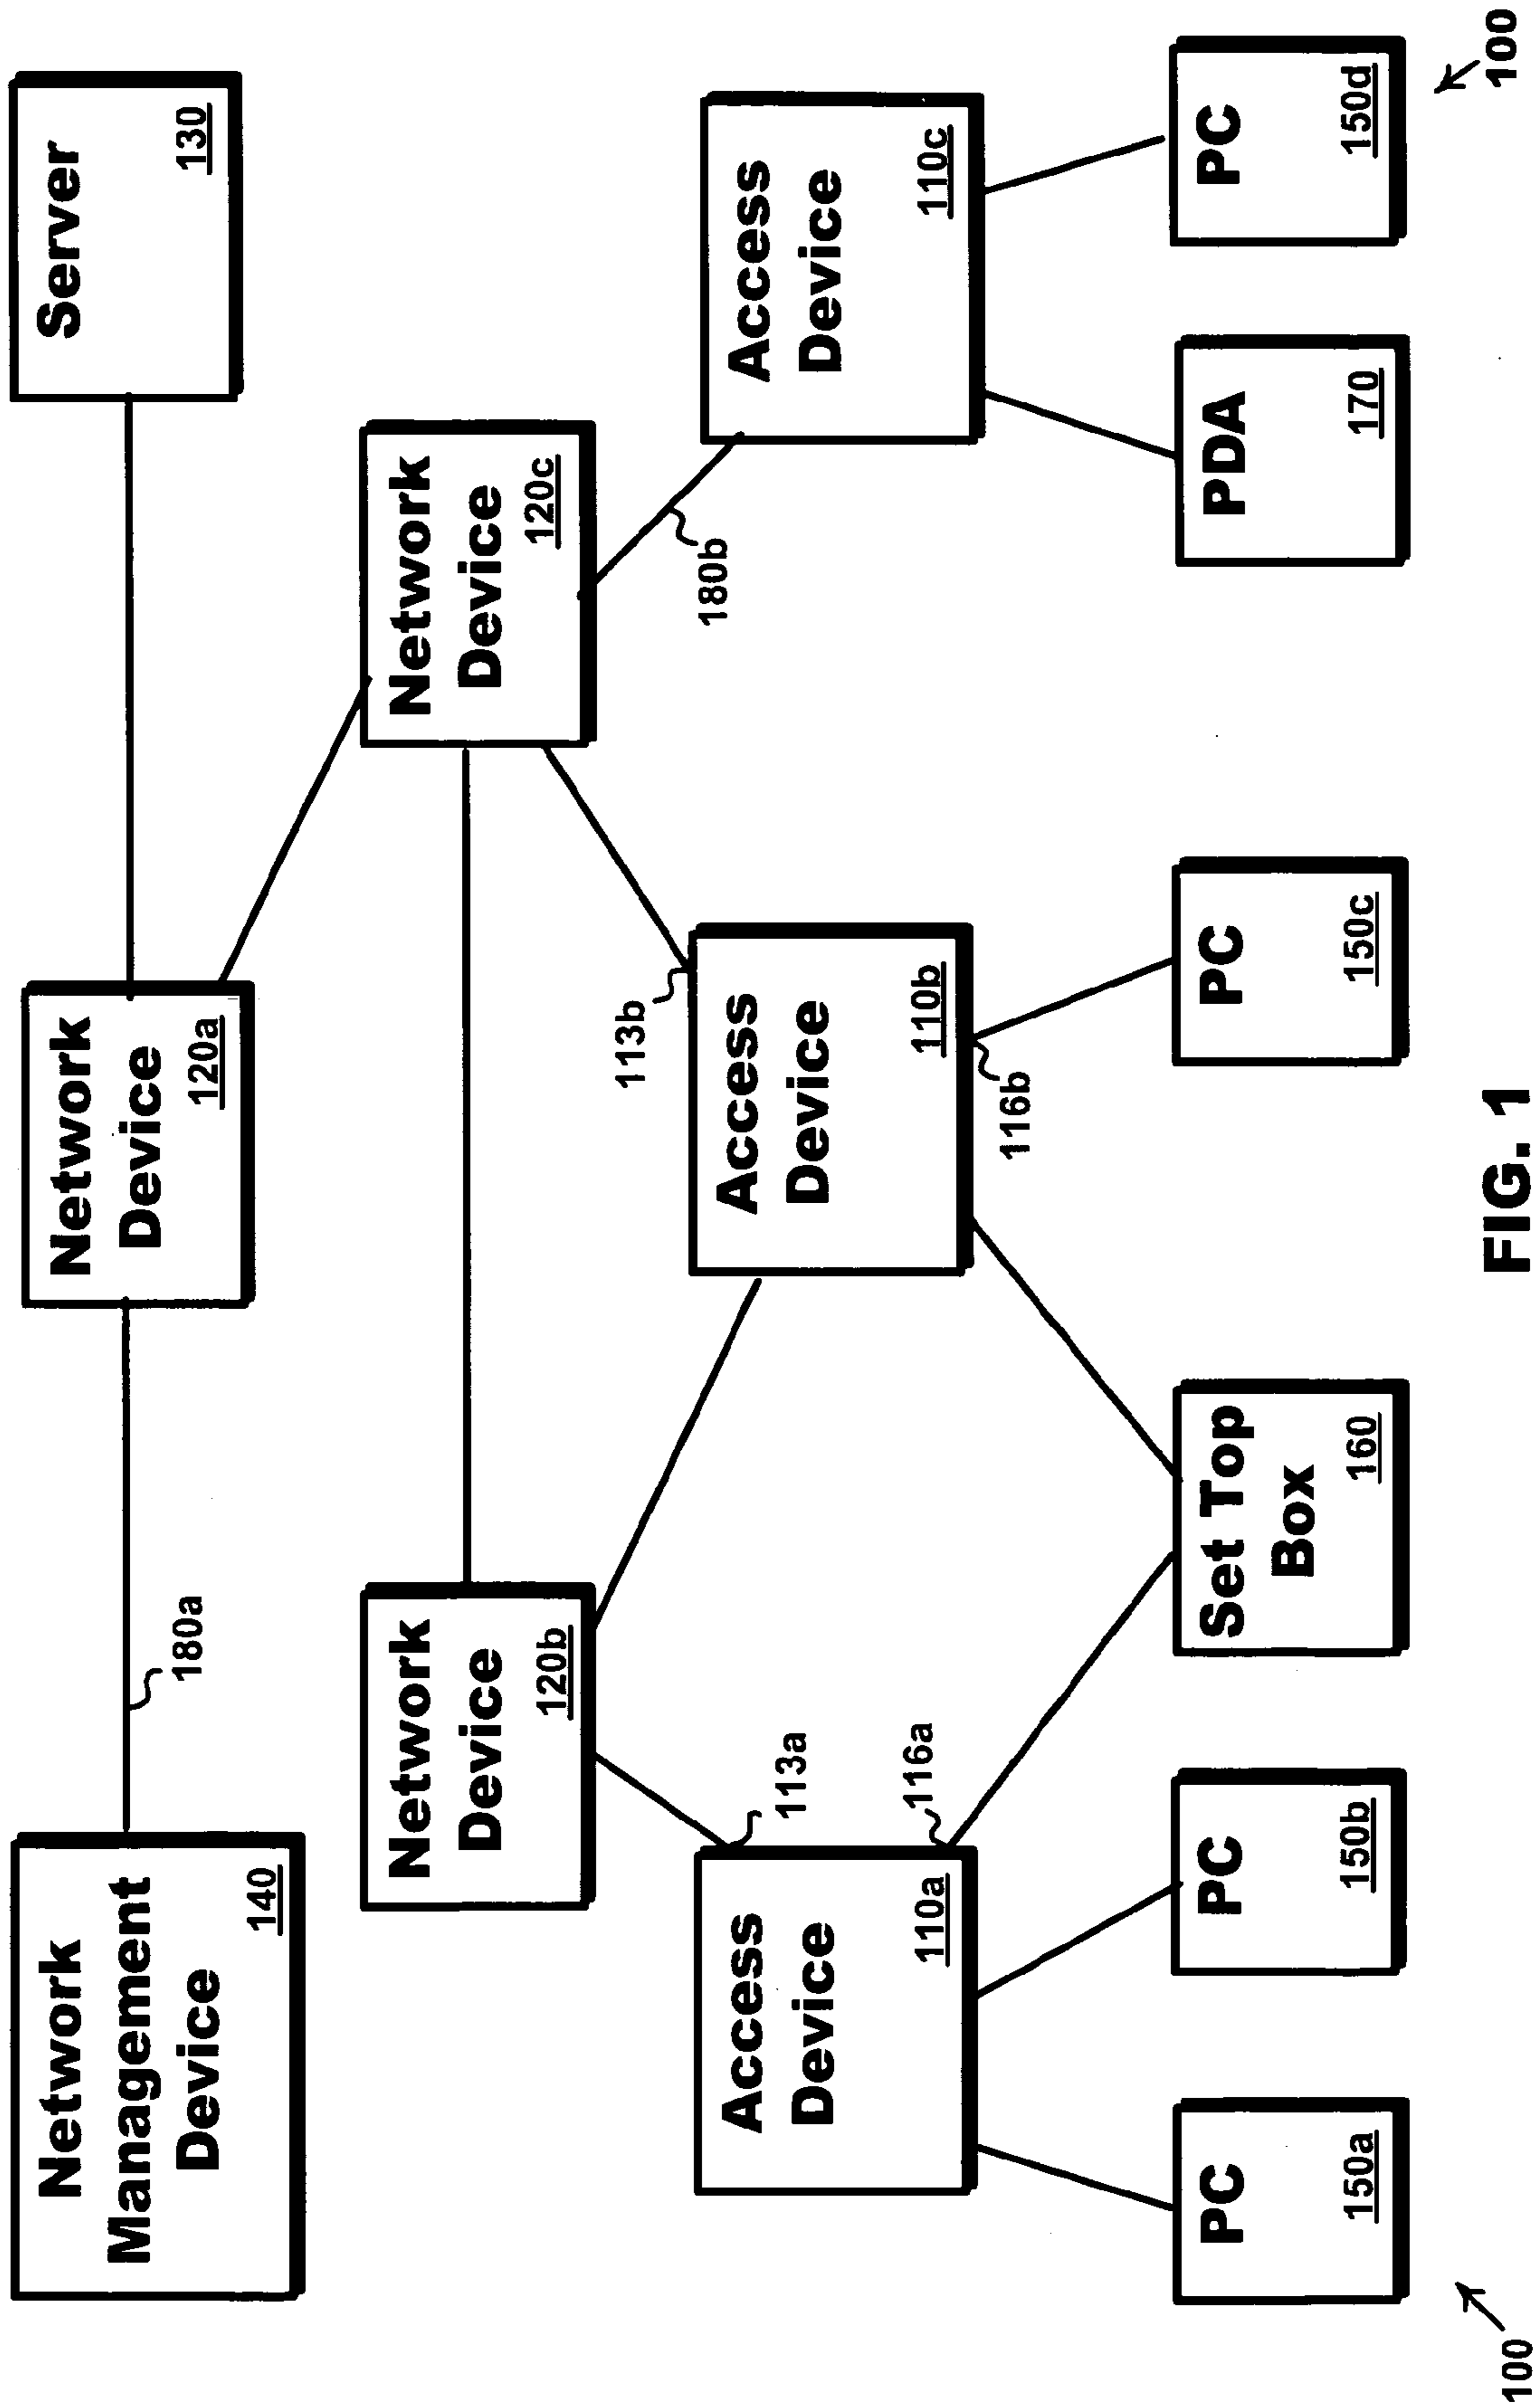 Network
Management
Device
140
180a
Network
Device
120a
Server
130
Network
Device
120b
Network
Device
120c
180b
113a
113b
Access
Device
110a
116a
Access
Device
110b
116b
Access
Device
110c
PC
150a
PC
150b
Set Top
Box
160
PC
150c
PDA
170
PC
150d
100
100
FIG. 1